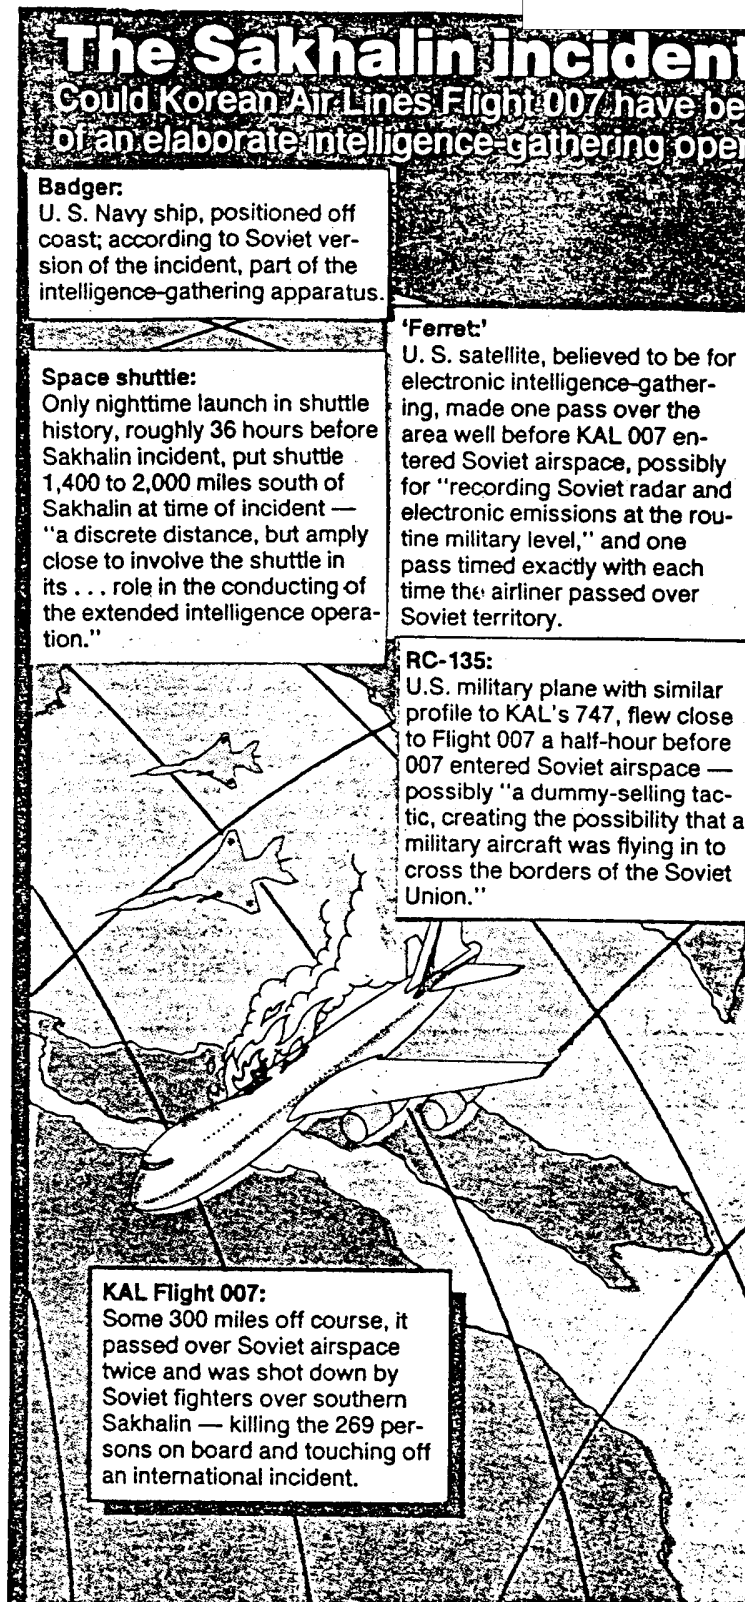 The Sakhalin incident
Could Korean Air Lines Flight 007 have be
of an elaborate intelligence-gathering oper
Badger:
U. S. Navy ship, positioned off
coast; according to Soviet ver-
sion of the incident, part of the
intelligence-gathering apparatus.
Space shuttle:
Only nighttime launch in shuttle
history, roughly 36 hours before
Sakhalin incident, put shuttle
1,400 to 2,000 miles south of
Sakhalin at time of incident —
"a discrete distance, but amply
close to involve the shuttle in
its . . . role in the conducting of
the extended intelligence opera-
tion."
'Ferret:'
U. S. satellite, believed to be for
electronic intelligence-gather-
ing, made one pass over the
area well before KAL 007 en-
tered Soviet airspace, possibly
for "recording Soviet radar and
electronic emissions at the rou-
tine military level," and one
pass timed exactly with each
time the airliner passed over
Soviet territory.
RC-135:
U.S. military plane with similar
profile to KAL's 747, flew close
to Flight 007 a half-hour before
007 entered Soviet airspace —
possibly "a dummy-selling tac-
tic, creating the possibility that a
military aircraft was flying in to
cross the borders of the Soviet
Union."
KAL Flight 007:
Some 300 miles off course, it
passed over Soviet airspace
twice and was shot down by
Soviet fighters over southern
Sakhalin — killing the 269 per-
sons on board and touching off
an international incident.